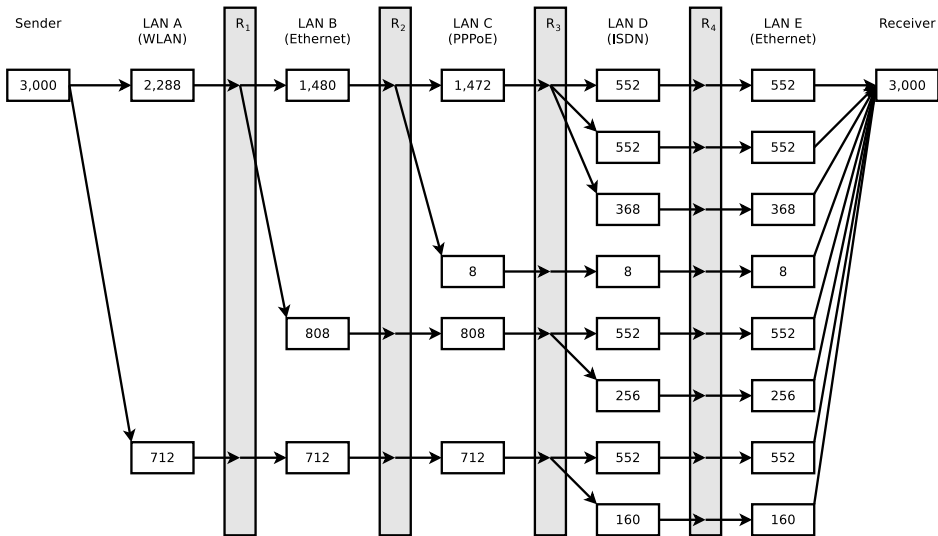 Sender LAN A R1 LAN B R2 LAN C R3 LAN D R4 LAN E Receiver
(WLAN) (Ethernet) (PPPoE) (ISDN) (Ethernet)
3,000 2,288 1,480 1,472 552 552 3,000
552 552
368 368
8 8 8
808 808 552 552
256 256
712 712 712 552 552
160 160